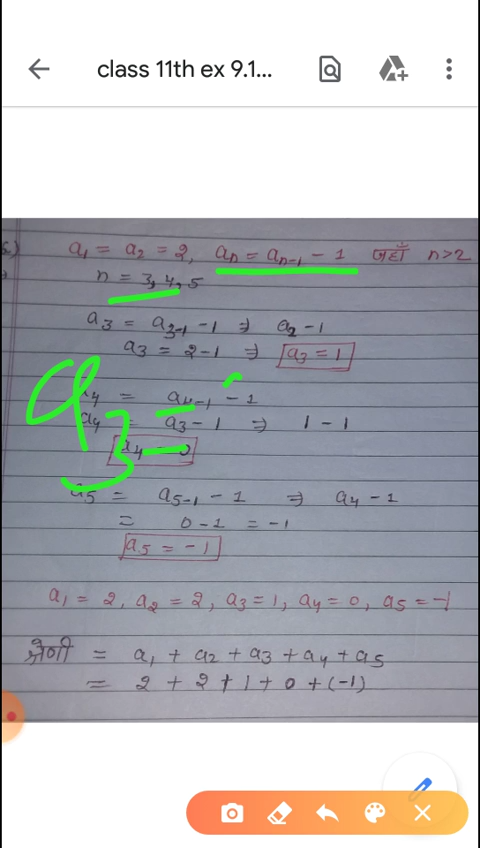 class 11th ex 9.1...
a₁ = a₂ = 2, aₙ = aₙ₋₁ - 1 जहाँ n>2
n = 3, 4, 5
a₃ = a₃₋₁ - 1 ⇒ a₂ - 1
a₃ = 2-1 ⇒ a₃ = 1
a₄ = a₄₋₁ - 1
a₄ = a₃ - 1 ⇒ 1 - 1
a₄ = 0
a₃
a₅ = a₅₋₁ - 1 ⇒ a₄ - 1
= 0 - 1 = -1
a₅ = -1
a₁ = 2, a₂ = 2, a₃ = 1, a₄ = 0, a₅ = -1
श्रेणी = a₁ + a₂ + a₃ + a₄ + a₅
= 2 + 2 + 1 + 0 + (-1)